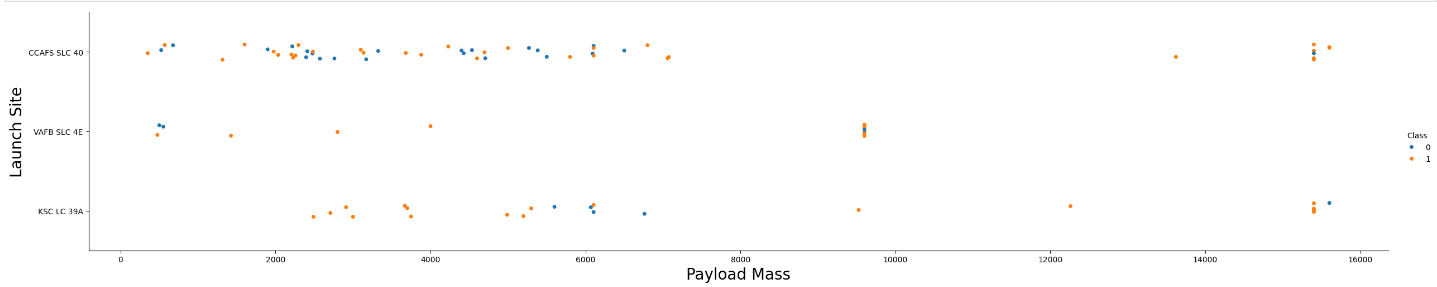 Launch Site
CCAFS SLC 40
VAFB SLC 4E
KSC LC 39A
0 2000 4000 6000 8000 10000 12000 14000 16000
Payload Mass
Class
0
1